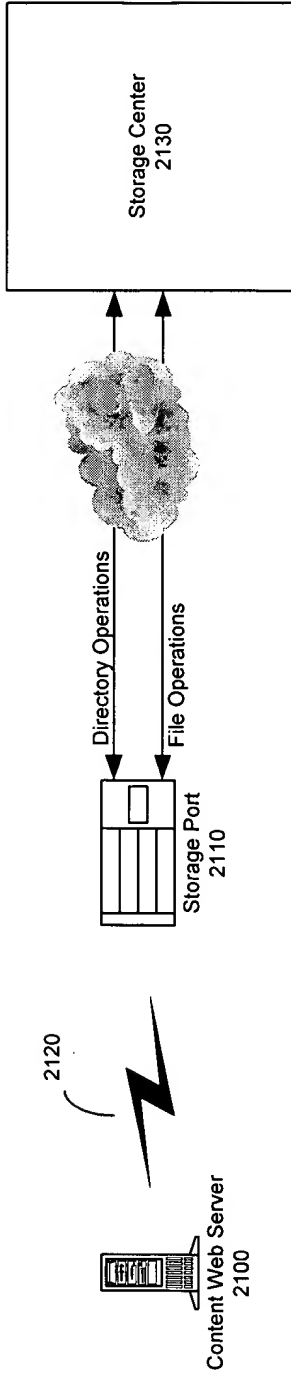 Content Web Server
2100
2120
Storage Port
2110
Directory Operations
File Operations
Storage Center
2130